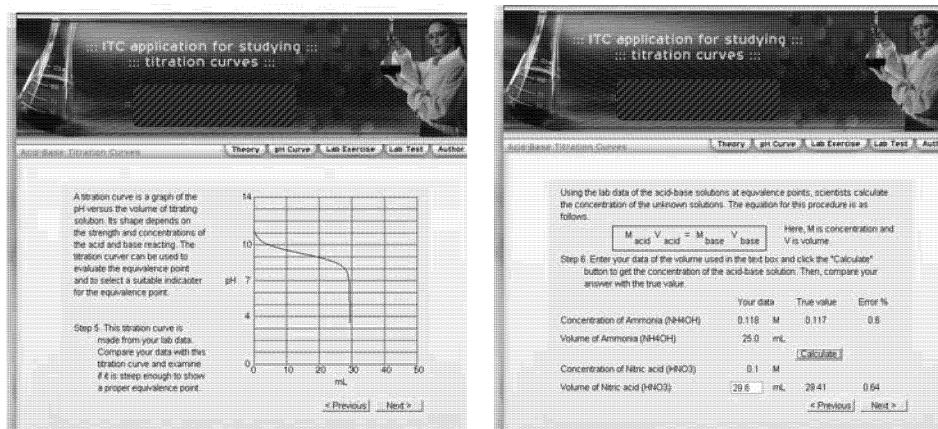 ::: ITC application for studying :::
::: titration curves :::
Acid-Base Titration Curves
Theory
pH Curve
Lab Exercise
Lab Test
Author
A titration curve is a graph of the
pH versus the volume of titrating
solution. Its shape depends on
the strength and concentrations of
the acid and base reacting. The
titration curver can be used to
evaluate the equivalence point
and to select a suitable indicaoter
for the equivalence point.
Step 5. This titration curve is
made from your lab data.
Compare your data with this
titration curve and examine
if it is steep enough to show
a proper equivalence point.
14
10
pH 7
4
0
0 10 20 30 40 50
mL
< Previous
Next >
::: ITC application for studying :::
::: titration curves :::
Acid-Base Titration Curves
Theory
pH Curve
Lab Exercise
Lab Test
Aut
Using the lab data of the acid-base solutions at equivalence points, scientists calculate
the concentration of the unknown solutions. The equation for this procedure is as
follows.
M acid V acid = M base V base
Here, M is concentration and
V is volume
Step 6. Enter your data of the volume used in the text box and click the "Calculate"
button to get the concentration of the acid-base solution. Then, compare your
answer with the true value.
Your data True value Error %
Concentration of Ammonia (NH4OH) 0.118 M 0.117 0.6
Volume of Ammonia (NH4OH) 25.0 mL
Calculate
Concentration of Nitric acid (HNO3) 0.1 M
Volume of Nitric acid (HNO3) 29.6 mL 29.41 0.64
< Previous
Next >